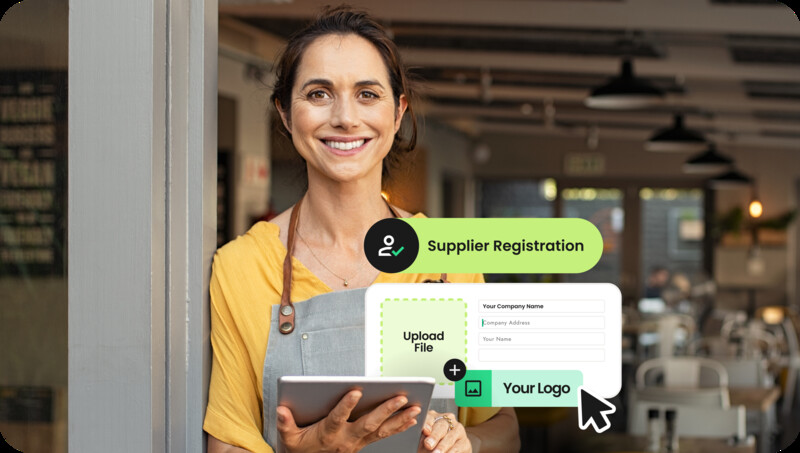 Supplier Registration
Upload
File
Your Company Name
Company Address
Your Name
Your Logo
VEGGIE
BURGERS
VEGAN